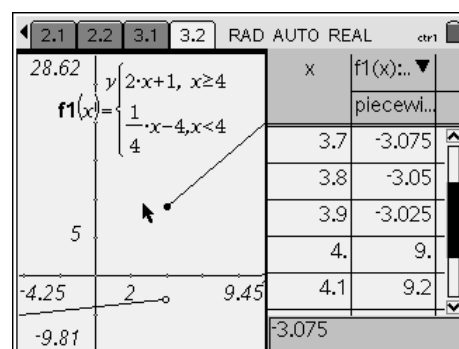 2.1 2.2 3.1 3.2 RAD AUTO REAL ctrl
28.62 y
f1(x)={2·x+1, x≥4
1/4·x−4,x<4
5
-4.25 2 9.45
-9.81
x f1(x):.. ▼
piecewi...
3.7 -3.075
3.8 -3.05
3.9 -3.025
4. 9.
4.1 9.2
-3.075